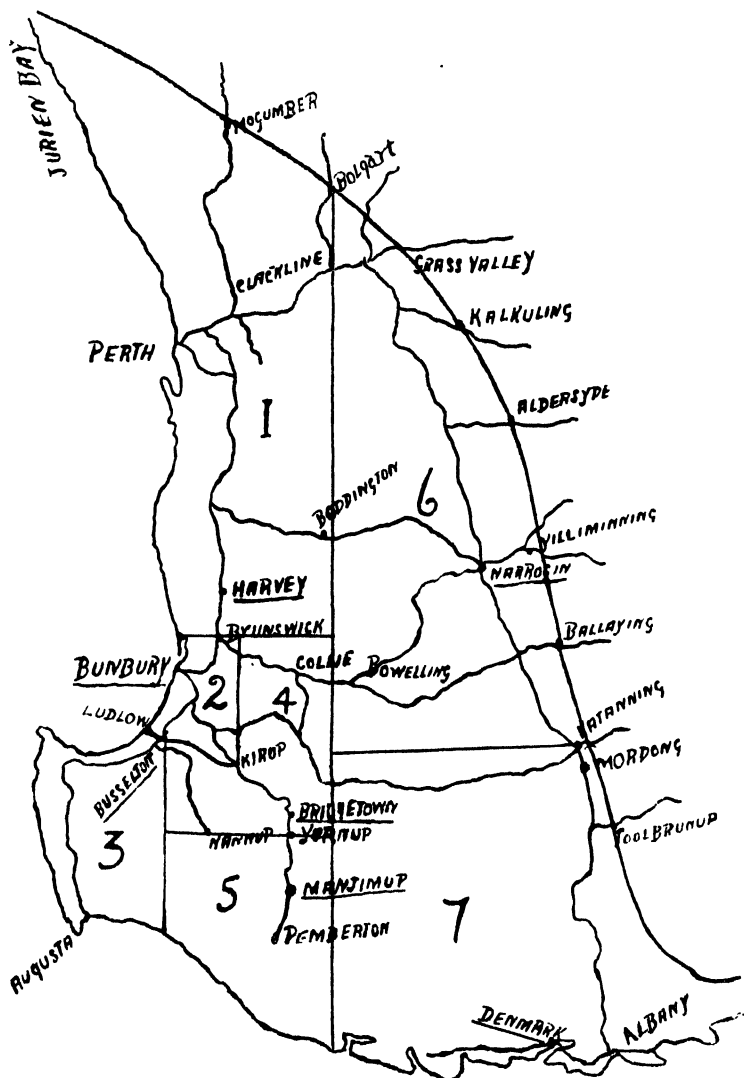 JURIEN BAY
MOGUMBER
Bolgart
CLACKLINE
GRASS VALLEY
KALKULING
PERTH
ALDERSYDE
1
BODDINGTON
6
YILLIMINNING
NARROGIN
HARVEY
BRUNSWICK
BALLAYING
BUNBURY
COLLIE
BOWELLING
2
4
LUDLOW
KATANNING
KIRUP
MORDONG
BUSSELTON
BRIDGETOWN
NANNUP
YORNUP
TOOLBRUNUP
3
5
MANJIMUP
7
PEMBERTON
AUGUSTA
DENMARK
ALBANY